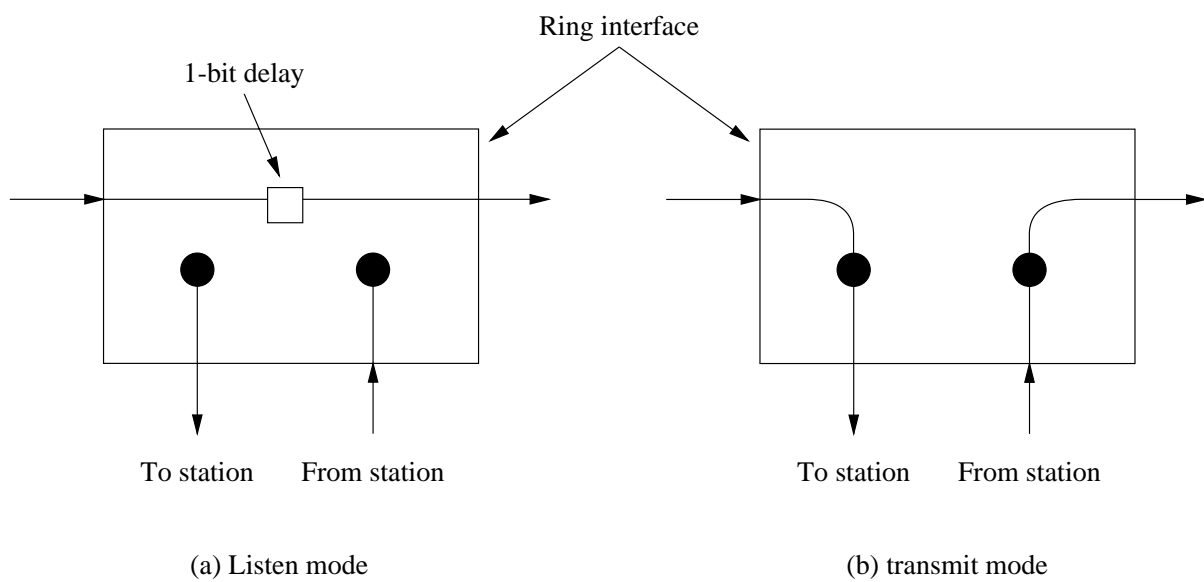 Ring interface
1-bit delay
To station
From station
To station
From station
(a) Listen mode
(b) transmit mode